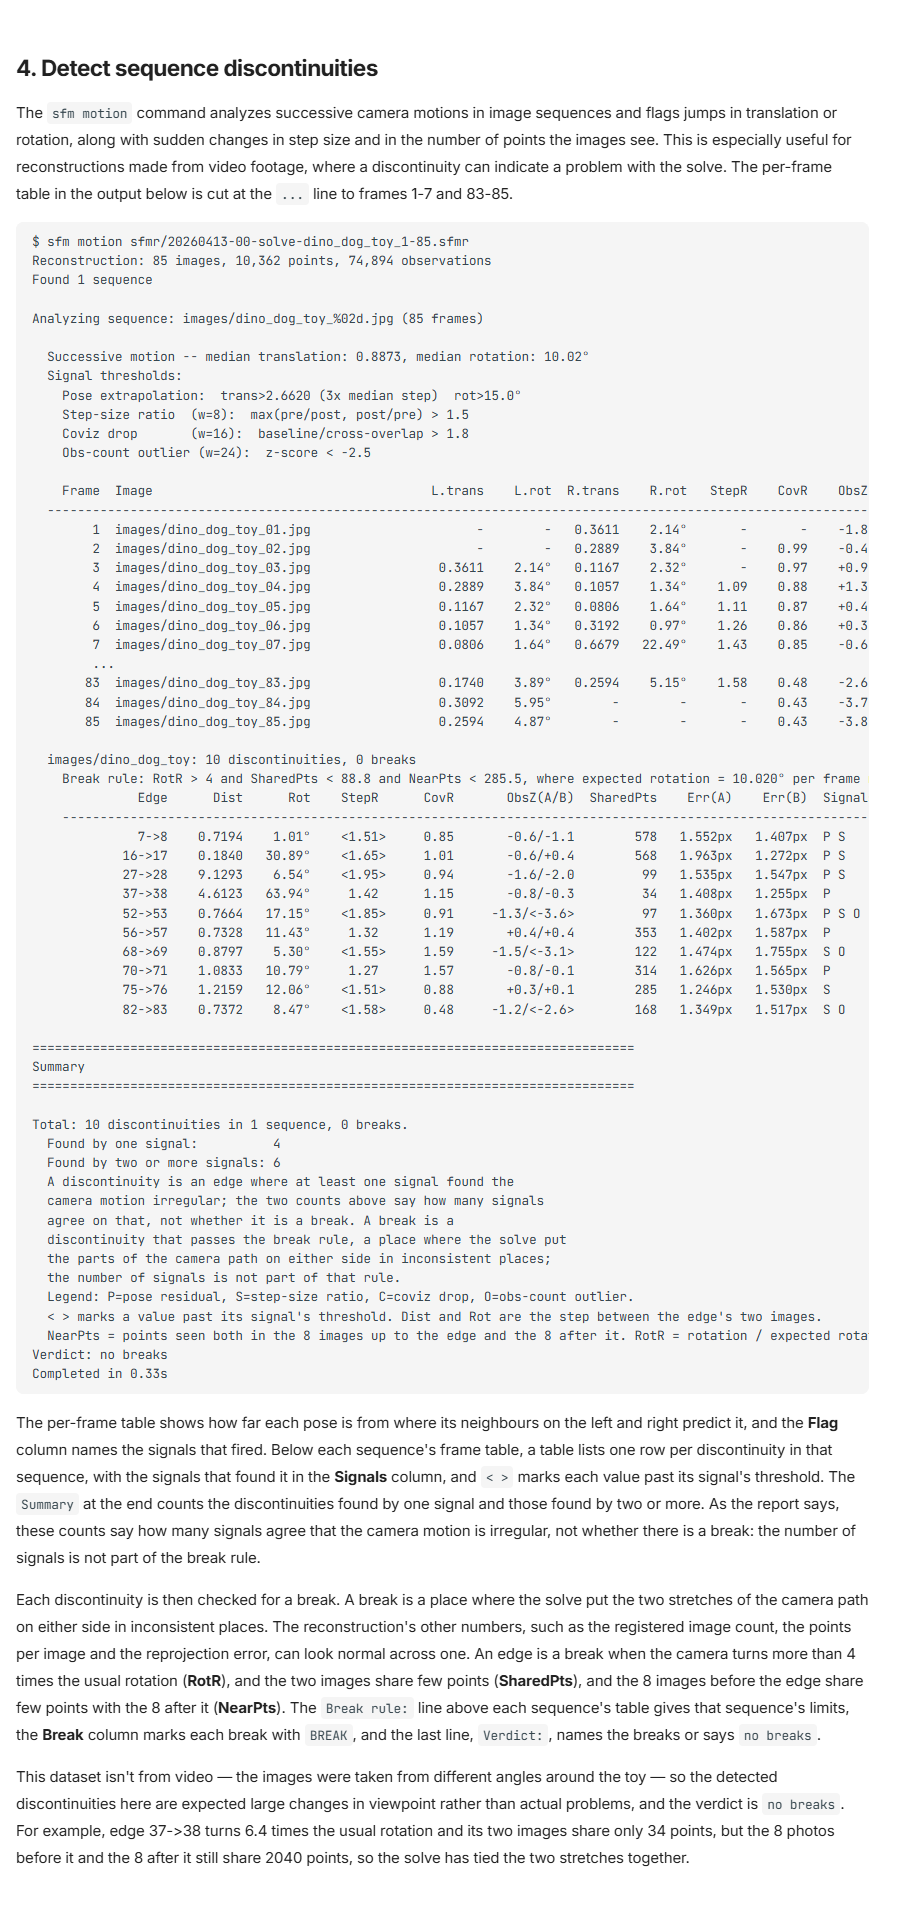 4. Detect sequence discontinuities
The sfm motion command analyzes successive camera motions in image sequences and flags jumps in translation or
rotation, along with sudden changes in step size and in the number of points the images see. This is especially useful for
reconstructions made from video footage, where a discontinuity can indicate a problem with the solve. The per-frame
table in the output below is cut at the ... line to frames 1-7 and 83-85.
$ sfm motion sfmr/20260413-00-solve-dino_dog_toy_1-85.sfmr
Reconstruction: 85 images, 10,362 points, 74,894 observations
Found 1 sequence
Analyzing sequence: images/dino_dog_toy_%02d.jpg (85 frames)
Successive motion -- median translation: 0.8873, median rotation: 10.02°
Signal thresholds:
Pose extrapolation:  trans>2.6620 (3x median step)  rot>15.0°
Step-size ratio  (w=8):  max(pre/post, post/pre) > 1.5
Coviz drop       (w=16):  baseline/cross-overlap > 1.8
Obs-count outlier (w=24):  z-score < -2.5
Frame  Image  L.trans  L.rot  R.trans  R.rot  StepR  CovR  ObsZ
--------------------------------------------------------------------------------------------------------------
1  images/dino_dog_toy_01.jpg  -  -  0.3611  2.14°  -  -  -1.8
2  images/dino_dog_toy_02.jpg  -  -  0.2889  3.84°  -  0.99  -0.4
3  images/dino_dog_toy_03.jpg  0.3611  2.14°  0.1167  2.32°  -  0.97  +0.9
4  images/dino_dog_toy_04.jpg  0.2889  3.84°  0.1057  1.34°  1.09  0.88  +1.3
5  images/dino_dog_toy_05.jpg  0.1167  2.32°  0.0806  1.64°  1.11  0.87  +0.4
6  images/dino_dog_toy_06.jpg  0.1057  1.34°  0.3192  0.97°  1.26  0.86  +0.3
7  images/dino_dog_toy_07.jpg  0.0806  1.64°  0.6679  22.49°  1.43  0.85  -0.6
...
83  images/dino_dog_toy_83.jpg  0.1740  3.89°  0.2594  5.15°  1.58  0.48  -2.6
84  images/dino_dog_toy_84.jpg  0.3092  5.95°  -  -  -  0.43  -3.7
85  images/dino_dog_toy_85.jpg  0.2594  4.87°  -  -  -  0.43  -3.8
images/dino_dog_toy: 10 discontinuities, 0 breaks
Break rule: RotR > 4 and SharedPts < 88.8 and NearPts < 285.5, where expected rotation = 10.020° per frame
Edge  Dist  Rot  StepR  CovR  ObsZ(A/B)  SharedPts  Err(A)  Err(B)  Signal
------------------------------------------------------------------------------------------------------------
7->8  0.7194  1.01°  <1.51>  0.85  -0.6/-1.1  578  1.552px  1.407px  P S
16->17  0.1840  30.89°  <1.65>  1.01  -0.6/+0.4  568  1.963px  1.272px  P S
27->28  9.1293  6.54°  <1.95>  0.94  -1.6/-2.0  99  1.535px  1.547px  P S
37->38  4.6123  63.94°  1.42  1.15  -0.8/-0.3  34  1.408px  1.255px  P
52->53  0.7664  17.15°  <1.85>  0.91  -1.3/<-3.6>  97  1.360px  1.673px  P S O
56->57  0.7328  11.43°  1.32  1.19  +0.4/+0.4  353  1.402px  1.587px  P
68->69  0.8797  5.30°  <1.55>  1.59  -1.5/<-3.1>  122  1.474px  1.755px  S O
70->71  1.0833  10.79°  1.27  1.57  -0.8/-0.1  314  1.626px  1.565px  P
75->76  1.2159  12.06°  <1.51>  0.88  +0.3/+0.1  285  1.246px  1.530px  S
82->83  0.7372  8.47°  <1.58>  0.48  -1.2/<-2.6>  168  1.349px  1.517px  S O
================================================================================
Summary
================================================================================
Total: 10 discontinuities in 1 sequence, 0 breaks.
Found by one signal:          4
Found by two or more signals: 6
A discontinuity is an edge where at least one signal found the
camera motion irregular; the two counts above say how many signals
agree on that, not whether it is a break. A break is a
discontinuity that passes the break rule, a place where the solve put
the parts of the camera path on either side in inconsistent places;
the number of signals is not part of that rule.
Legend: P=pose residual, S=step-size ratio, C=coviz drop, O=obs-count outlier.
< > marks a value past its signal's threshold. Dist and Rot are the step between the edge's two images.
NearPts = points seen both in the 8 images up to the edge and the 8 after it. RotR = rotation / expected rota
Verdict: no breaks
Completed in 0.33s
The per-frame table shows how far each pose is from where its neighbours on the left and right predict it, and the Flag
column names the signals that fired. Below each sequence's frame table, a table lists one row per discontinuity in that
sequence, with the signals that found it in the Signals column, and < > marks each value past its signal's threshold. The
Summary at the end counts the discontinuities found by one signal and those found by two or more. As the report says,
these counts say how many signals agree that the camera motion is irregular, not whether there is a break: the number of
signals is not part of the break rule.
Each discontinuity is then checked for a break. A break is a place where the solve put the two stretches of the camera path
on either side in inconsistent places. The reconstruction's other numbers, such as the registered image count, the points
per image and the reprojection error, can look normal across one. An edge is a break when the camera turns more than 4
times the usual rotation (RotR), and the two images share few points (SharedPts), and the 8 images before the edge share
few points with the 8 after it (NearPts). The Break rule: line above each sequence's table gives that sequence's limits,
the Break column marks each break with BREAK, and the last line, Verdict:, names the breaks or says no breaks.
This dataset isn't from video — the images were taken from different angles around the toy — so the detected
discontinuities here are expected large changes in viewpoint rather than actual problems, and the verdict is no breaks.
For example, edge 37->38 turns 6.4 times the usual rotation and its two images share only 34 points, but the 8 photos
before it and the 8 after it still share 2040 points, so the solve has tied the two stretches together.